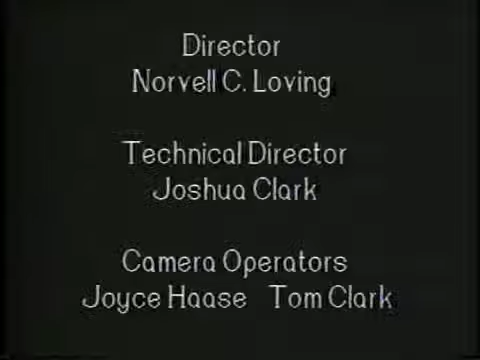 Director
Norvell C. Loving
Technical Director
Joshua Clark
Camera Operators
Joyce Haase Tom Clark